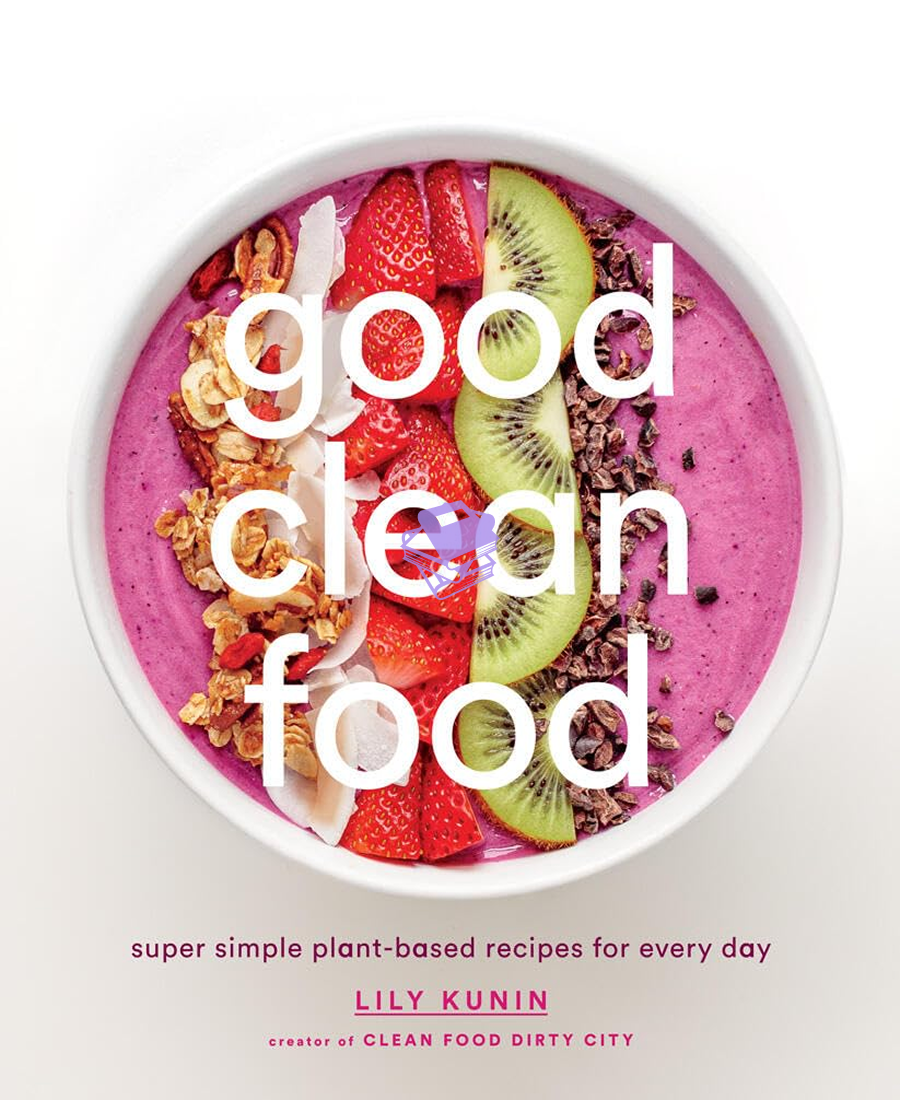 good
clean
food
super simple plant-based recipes for every day
LILY KUNIN
creator of CLEAN FOOD DIRTY CITY